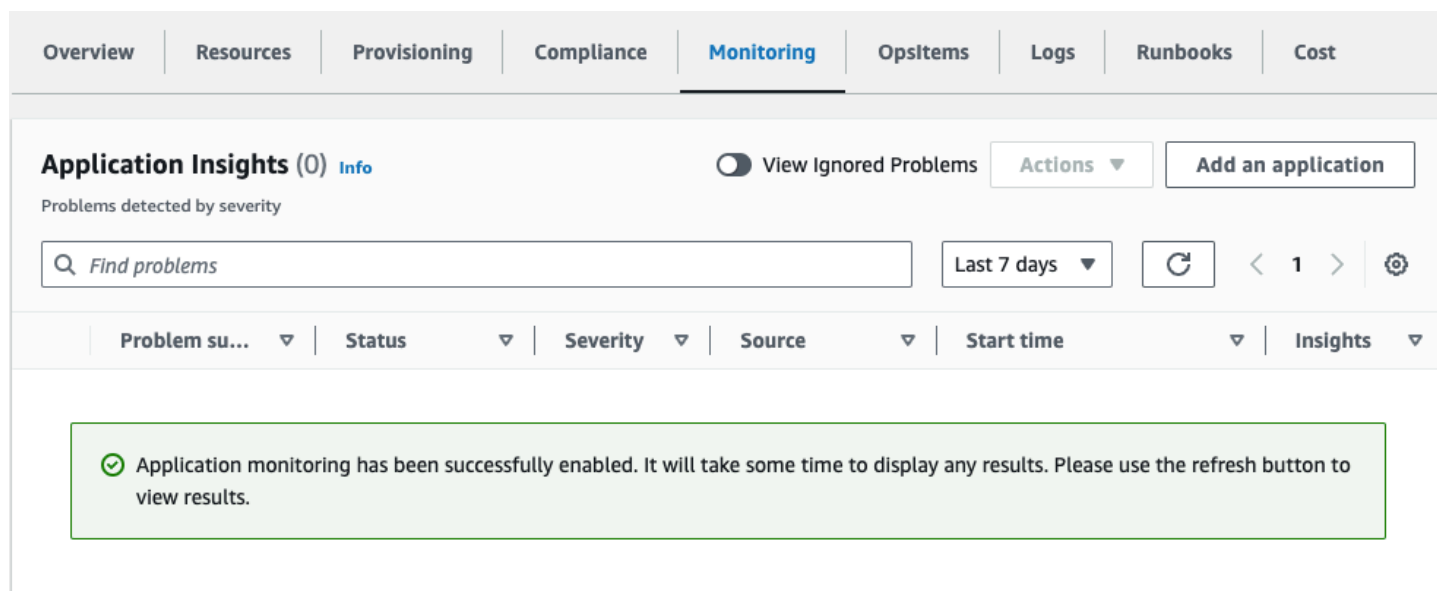 Overview Resources Provisioning Compliance Monitoring OpsItems Logs Runbooks Cost
Application Insights (0) Info View Ignored Problems Actions Add an application
Problems detected by severity
Find problems Last 7 days 1
Problem su... Status Severity Source Start time Insights
Application monitoring has been successfully enabled. It will take some time to display any results. Please use the refresh button to
view results.